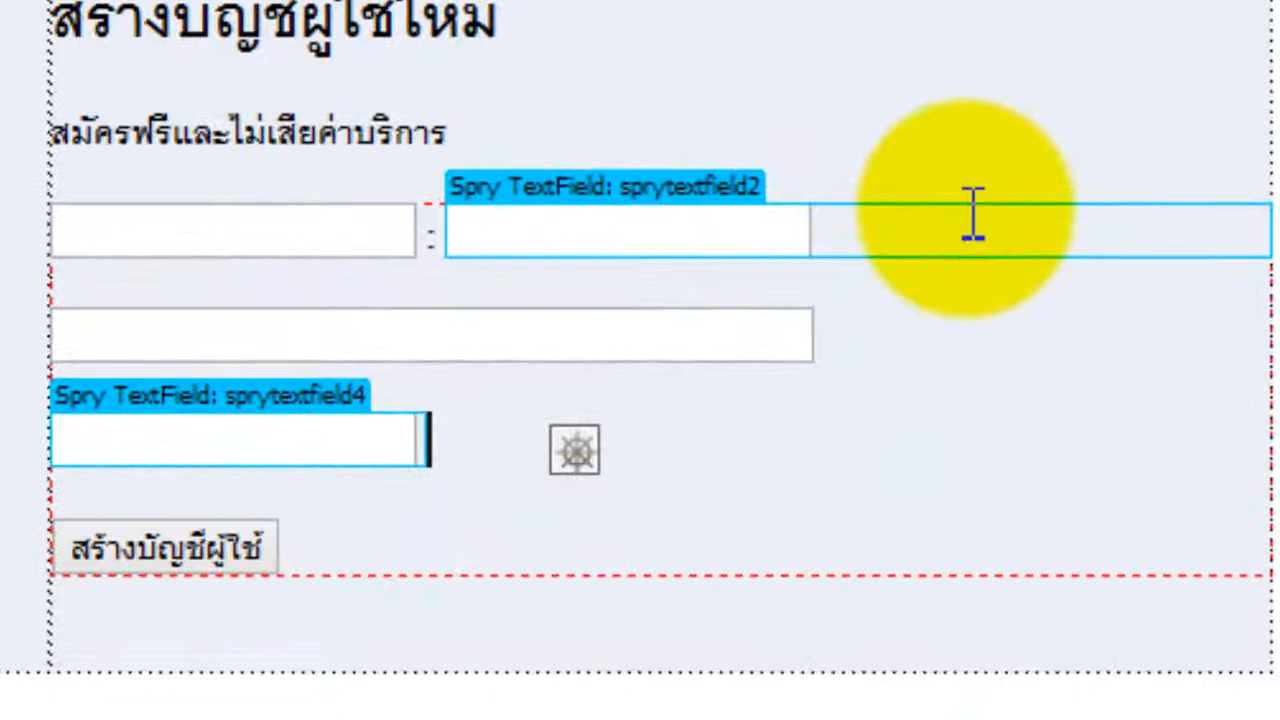 สร้างบัญชีผู้ใช้ใหม่
สมัครฟรีและไม่เสียค่าบริการ
Spry TextField: sprytextfield2
:
Spry TextField: sprytextfield4
สร้างบัญชีผู้ใช้